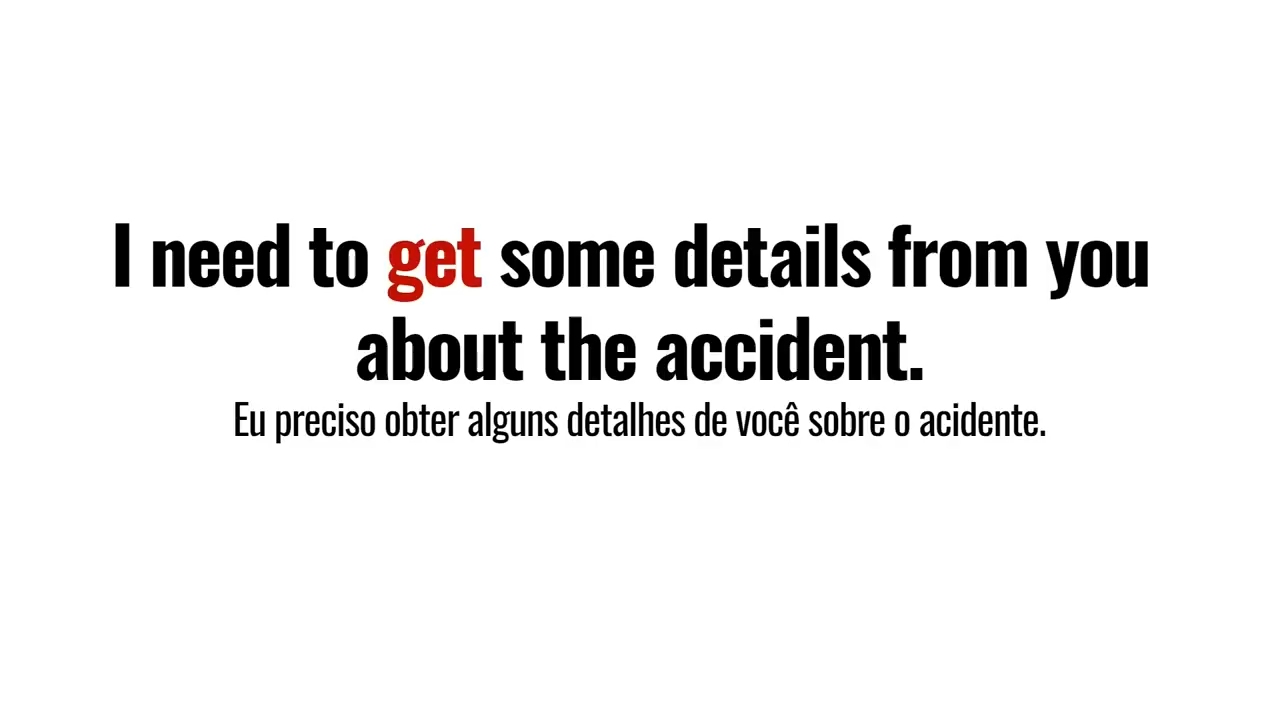 I need to get some details from you
about the accident.
Eu preciso obter alguns detalhes de você sobre o acidente.